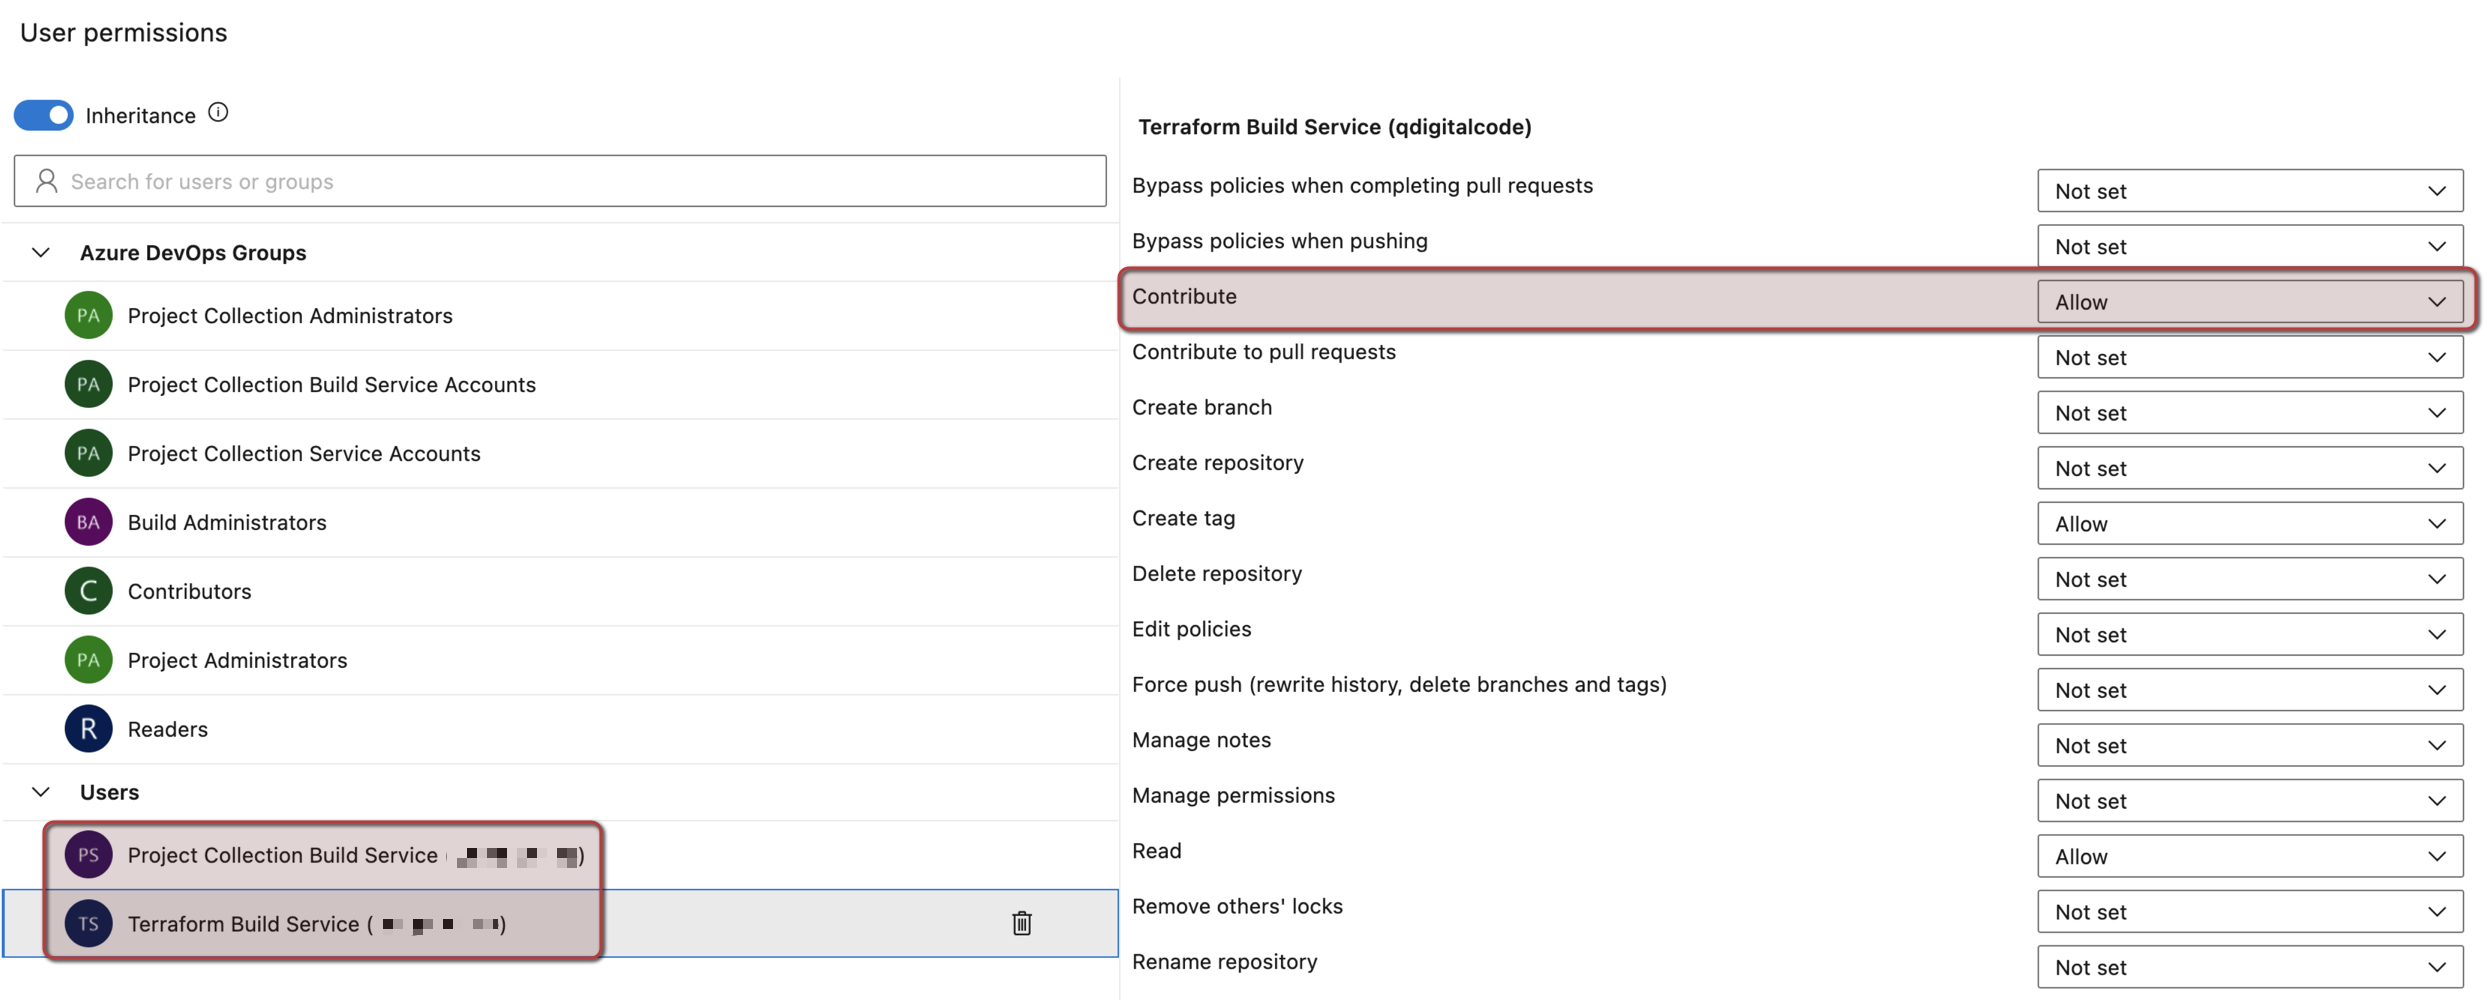 User permissions
Inheritance
Search for users or groups
Azure DevOps Groups
PA Project Collection Administrators
PA Project Collection Build Service Accounts
PA Project Collection Service Accounts
BA Build Administrators
C Contributors
PA Project Administrators
R Readers
Users
PS Project Collection Build Service ( )
TS Terraform Build Service ( )
Terraform Build Service (qdigitalcode)
Bypass policies when completing pull requests Not set
Bypass policies when pushing Not set
Contribute Allow
Contribute to pull requests Not set
Create branch Not set
Create repository Not set
Create tag Allow
Delete repository Not set
Edit policies Not set
Force push (rewrite history, delete branches and tags) Not set
Manage notes Not set
Manage permissions Not set
Read Allow
Remove others' locks Not set
Rename repository Not set